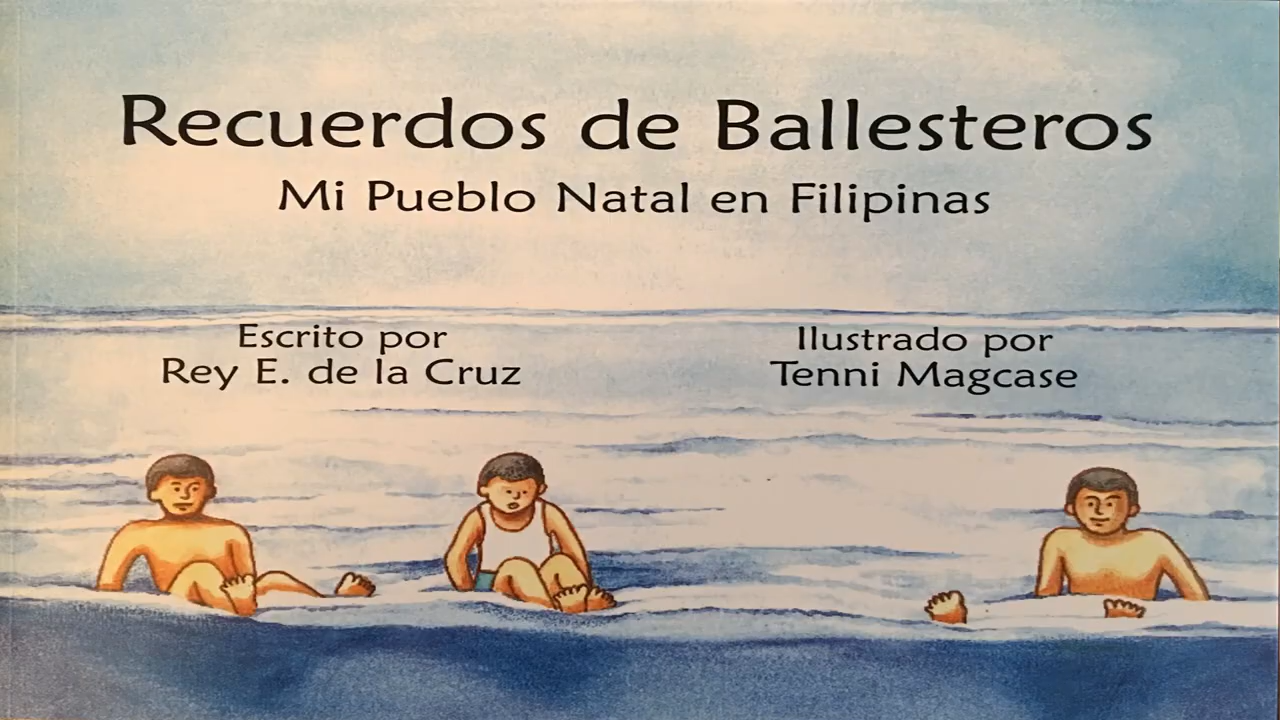 Recuerdos de Ballesteros
Mi Pueblo Natal en Filipinas
Escrito por
Rey E. de la Cruz
Ilustrado por
Tenni Magcase